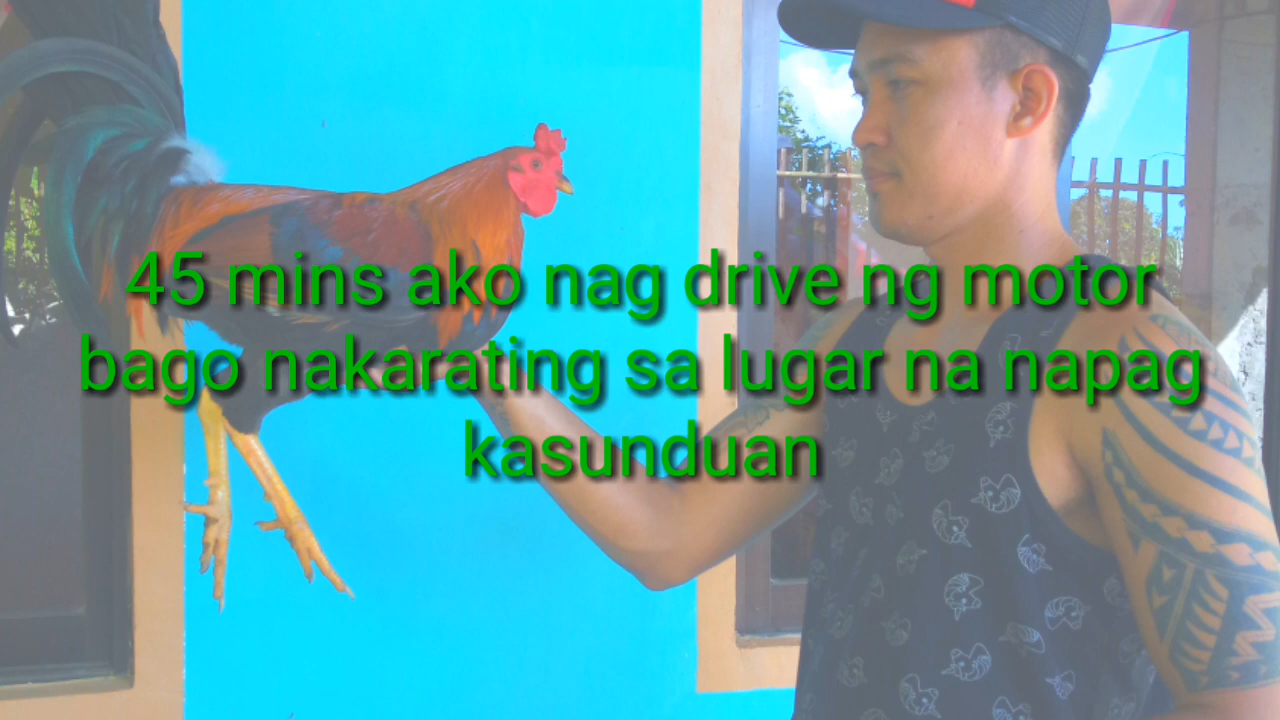 45 mins ako nag drive ng motor
bago nakarating sa lugar na napag
kasunduan